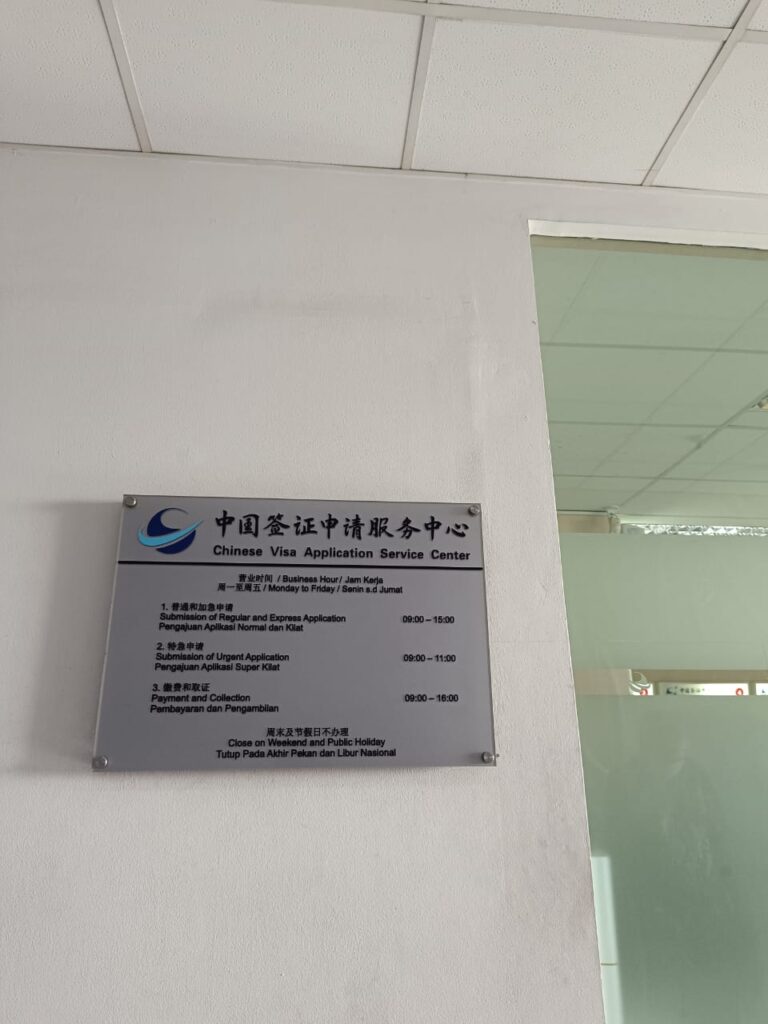 中国签证申请服务中心
Chinese Visa Application Service Center
营业时间 / Business Hour / Jam Kerja
周一至周五 / Monday to Friday / Senin s.d Jumat
1. 普通和加急申请
Submission of Regular and Express Application 09:00 – 15:00
Pengajuan Aplikasi Normal dan Kilat
2. 特急申请
Submission of Urgent Application 09:00 – 11:00
Pengajuan Aplikasi Super Kilat
3. 缴费和取证
Payment and Collection 09:00 – 16:00
Pembayaran dan Pengambilan
周末及节假日不办理
Close on Weekend and Public Holiday
Tutup Pada Akhir Pekan dan Libur Nasional